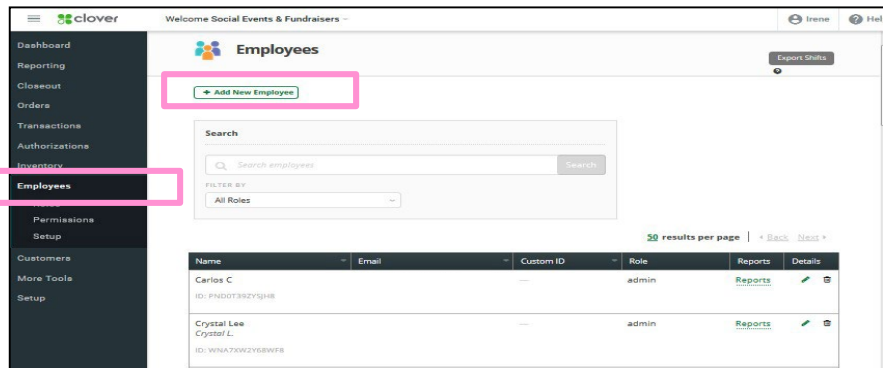 clover
Welcome Social Events & Fundraisers
Irene
Hel
Dashboard
Reporting
Closeout
Orders
Transactions
Authorizations
Inventory
Employees
Permissions
Setup
Customers
More Tools
Setup
Employees
Export Shifts
+ Add New Employee
Search
Search employees
Search
FILTER BY
All Roles
50 results per page
Back Next
Name Email Custom ID Role Reports Details
Carlos C — admin Reports
ID: PND0T39ZYSJHB
Crystal Lee — admin Reports
Crystal L.
ID: WNA7XW2Y68WF8